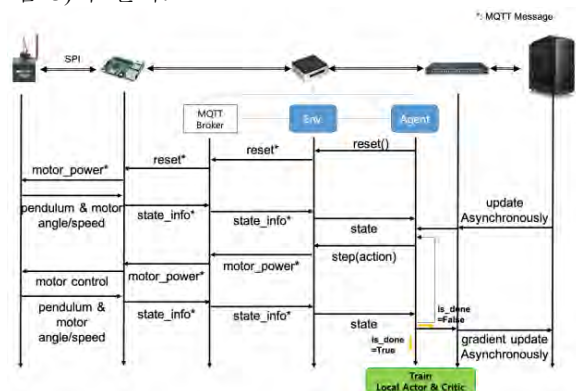 *: MQTT Message
SPI
MQTT
Broker
Env
Agent
reset()
reset*
reset*
motor_power*
pendulum & motor
angle/speed
state_info*
state_info*
state
update
Asynchronously
step(action)
motor_power*
motor_power*
motor control
pendulum &
motor
angle/speed
state_info*
state_info*
state
is_done
=False
is_done
=True
gradient update
Asynchronously
Train
Local Actor & Critic